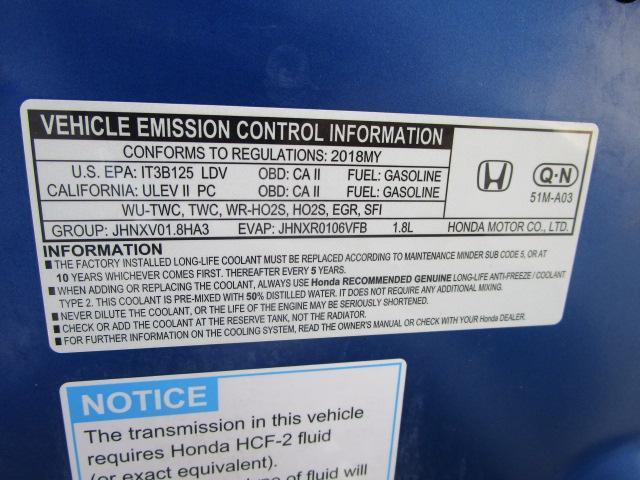 VEHICLE EMISSION CONTROL INFORMATION
CONFORMS TO REGULATIONS: 2018MY
U.S. EPA: IT3B125 LDV OBD: CA II FUEL: GASOLINE
CALIFORNIA: ULEV II PC OBD: CA II FUEL: GASOLINE
WU-TWC, TWC, WR-HO2S, HO2S, EGR, SFI
GROUP: JHNXV01.8HA3 EVAP: JHNXR0106VFB 1.8L
Q-N
51M-A03
HONDA MOTOR CO., LTD.
INFORMATION
■ THE FACTORY INSTALLED LONG-LIFE COOLANT MUST BE REPLACED ACCORDING TO MAINTENANCE MINDER SUB CODE 5, OR AT
10 YEARS WHICHEVER COMES FIRST. THEREAFTER EVERY 5 YEARS.
■ WHEN ADDING OR REPLACING THE COOLANT, ALWAYS USE Honda RECOMMENDED GENUINE LONG-LIFE ANTI-FREEZE / COOLANT
TYPE 2. THIS COOLANT IS PRE-MIXED WITH 50% DISTILLED WATER. IT DOES NOT REQUIRE ANY ADDITIONAL MIXING.
■ NEVER DILUTE THE COOLANT, OR THE LIFE OF THE ENGINE MAY BE SERIOUSLY SHORTENED.
■ CHECK OR ADD THE COOLANT AT THE RESERVE TANK, NOT THE RADIATOR.
■ FOR FURTHER INFORMATION ON THE COOLING SYSTEM, READ THE OWNER'S MANUAL OR CHECK WITH YOUR Honda DEALER.
NOTICE
The transmission in this vehicle
requires Honda HCF-2 fluid
(or exact equivalent).
type of fluid will